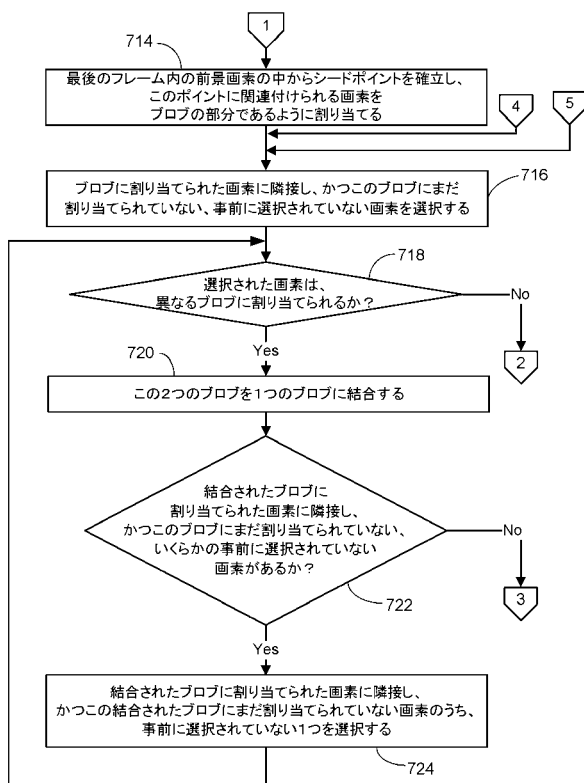 1
714
最後のフレーム内の前景画素の中からシードポイントを確立し、
このポイントに関連付けられる画素を
ブロブの部分であるように割り当てる
4
5
ブロブに割り当てられた画素に隣接し、かつこのブロブにまだ
割り当てられていない、事前に選択されていない画素を選択する
716
718
選択された画素は、
異なるブロブに割り当てられるか？
No
2
Yes
720
この2つのブロブを1つのブロブに結合する
結合されたブロブに
割り当てられた画素に隣接し、
かつこのブロブにまだ割り当てられていない、
いくらかの事前に選択されていない
画素があるか？
No
3
722
Yes
結合されたブロブに割り当てられた画素に隣接し、
かつこの結合されたブロブにまだ割り当てられていない画素のうち、
事前に選択されていない1つを選択する
724